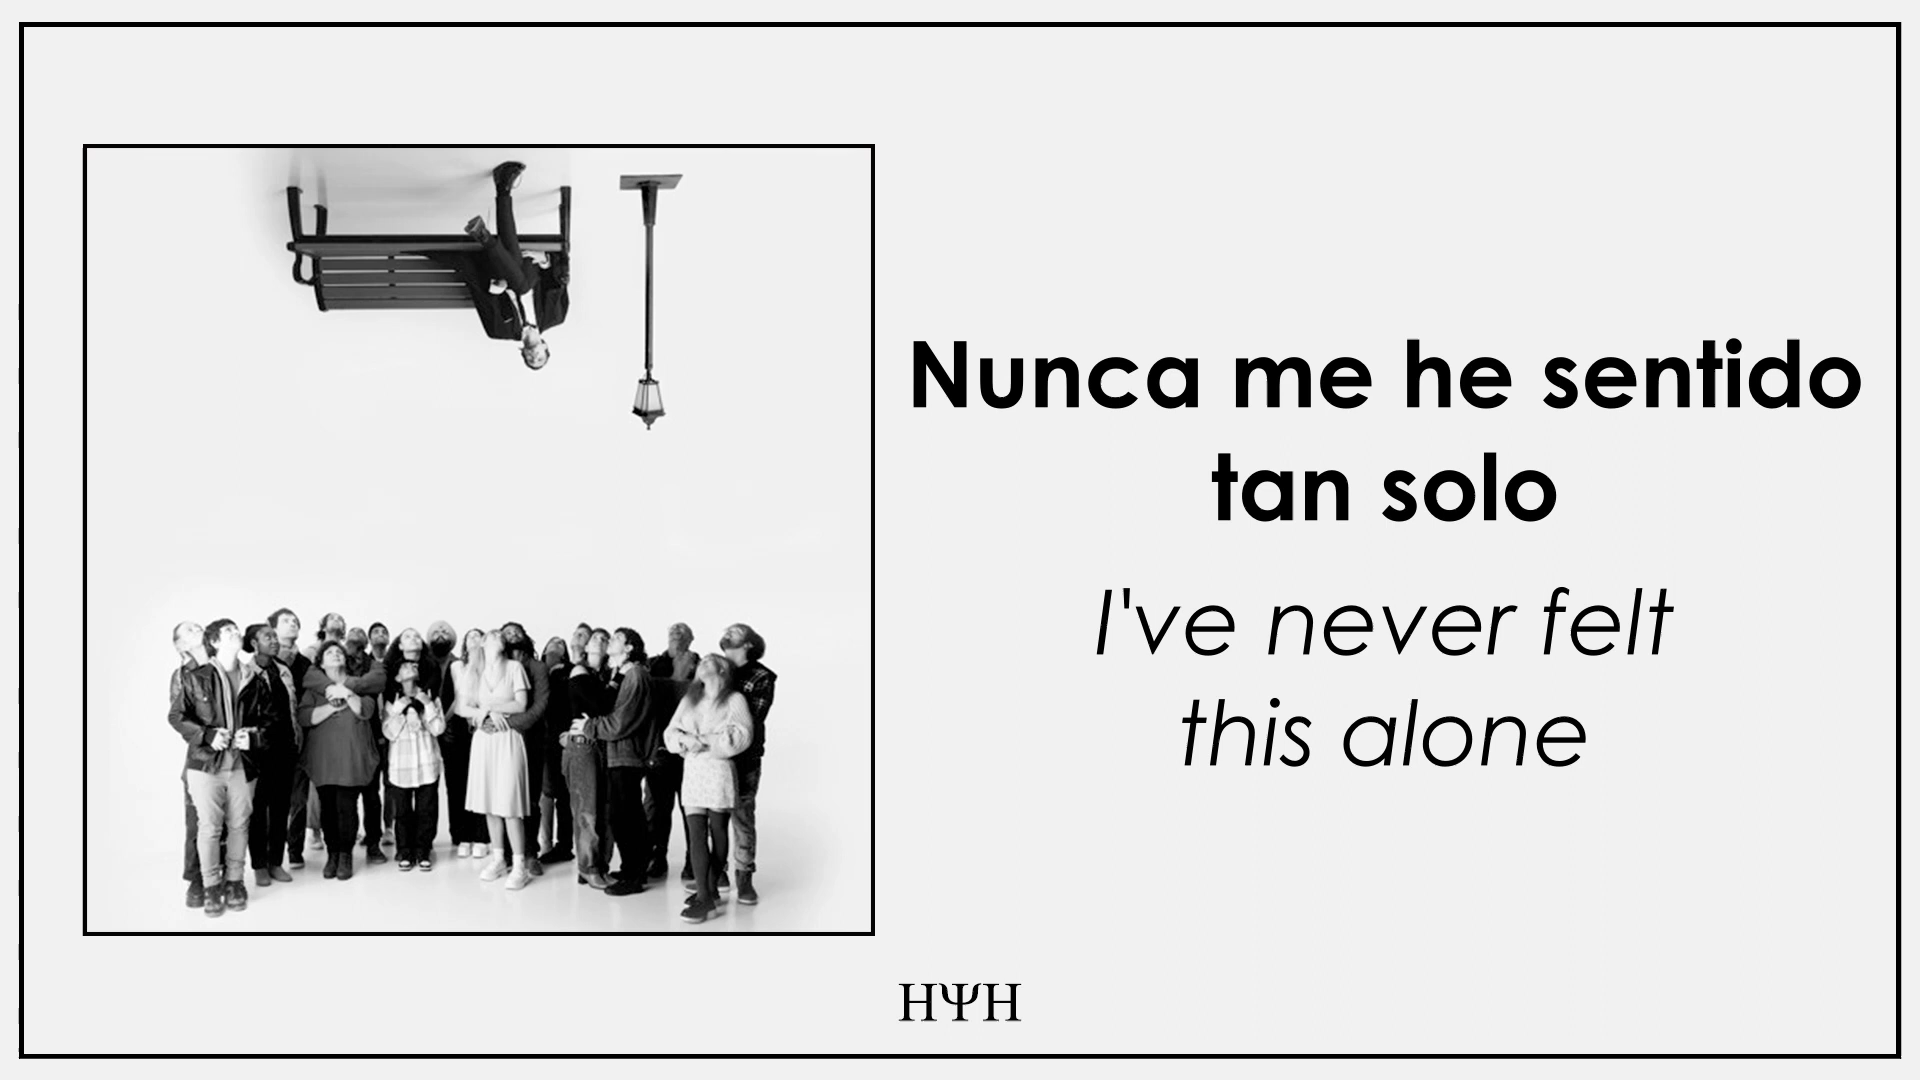 Nunca me he sentido
tan solo
I've never felt
this alone
ΗΨΗ